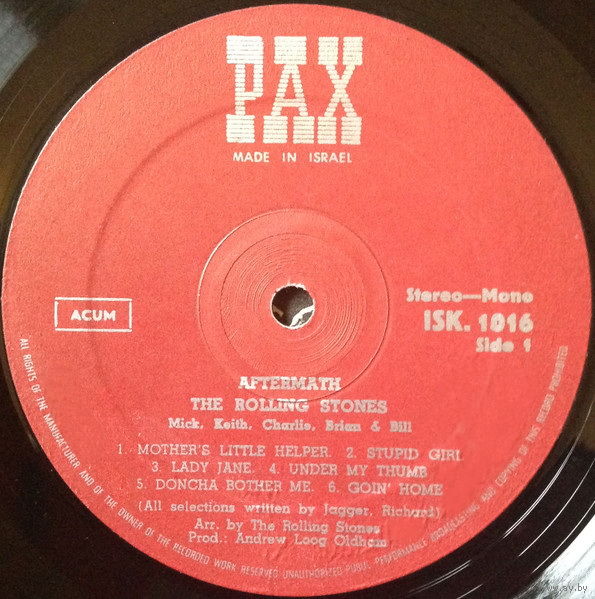 PAX
MADE IN ISRAEL
ACUM
Stereo—Mono
ISK. 1016
Side 1
AFTERMATH
THE ROLLING STONES
Mick, Keith, Charlie, Brian & Bill
1. MOTHER'S LITTLE HELPER. 2. STUPID GIRL
3. LADY JANE. 4. UNDER MY THUMB
5. DONCHA BOTHER ME. 6. GOIN' HOME
(All selections written by Jagger, Richard)
Arr. by The Rolling Stones
Prod.: Andrew Loog Oldham
ALL RIGHTS OF THE MANUFACTURER AND OF THE OWNER OF THE RECORDED WORK RESERVED UNAUTHORIZED PUBLIC PERFORMANCE BROADCASTING AND COPYING OF THIS RECORD PROHIBITED
www.ay.by